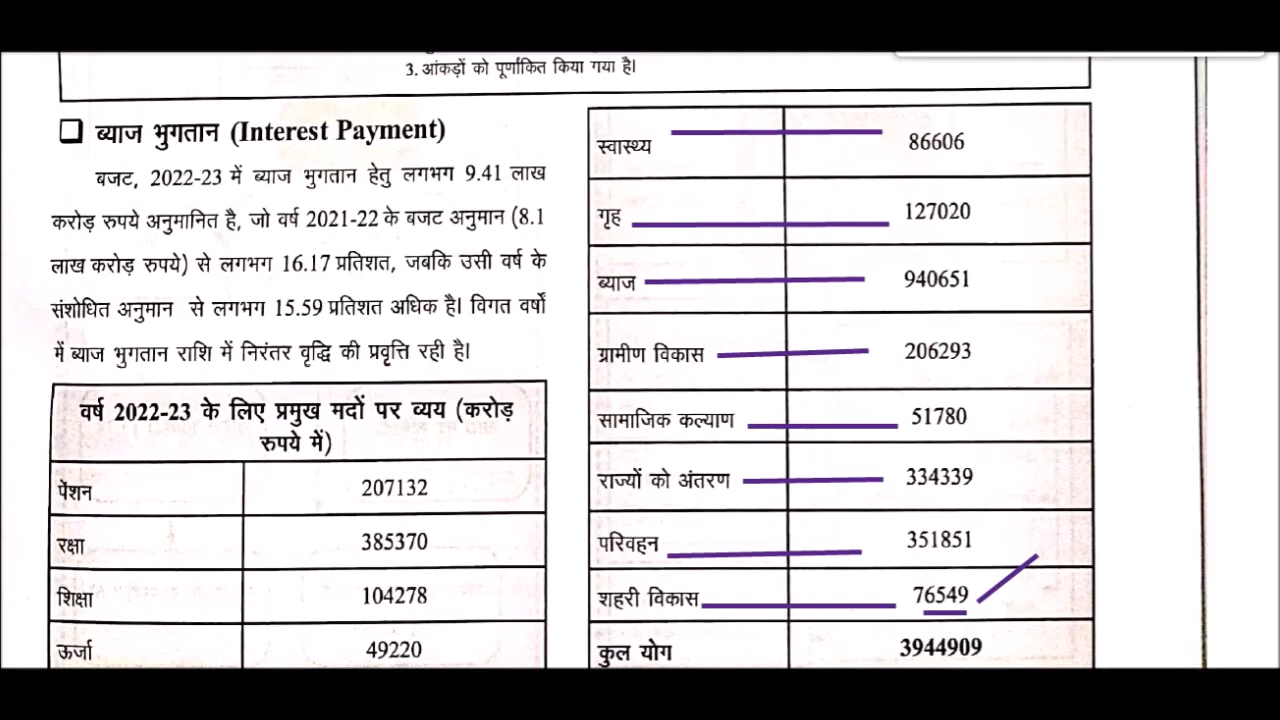 3. आंकड़ों को पूर्णांकित किया गया है।
❑ ब्याज भुगतान (Interest Payment)
बजट, 2022-23 में ब्याज भुगतान हेतु लगभग 9.41 लाख
करोड़ रुपये अनुमानित है, जो वर्ष 2021-22 के बजट अनुमान (8.1
लाख करोड़ रुपये) से लगभग 16.17 प्रतिशत, जबकि उसी वर्ष के
संशोधित अनुमान से लगभग 15.59 प्रतिशत अधिक है। विगत वर्षों
में ब्याज भुगतान राशि में निरंतर वृद्धि की प्रवृत्ति रही है।
वर्ष 2022-23 के लिए प्रमुख मदों पर व्यय (करोड़
रुपये में)
पेंशन 207132
रक्षा 385370
शिक्षा 104278
ऊर्जा 49220
स्वास्थ्य 86606
गृह 127020
ब्याज 940651
ग्रामीण विकास 206293
सामाजिक कल्याण 51780
राज्यों को अंतरण 334339
परिवहन 351851
शहरी विकास 76549
कुल योग 3944909